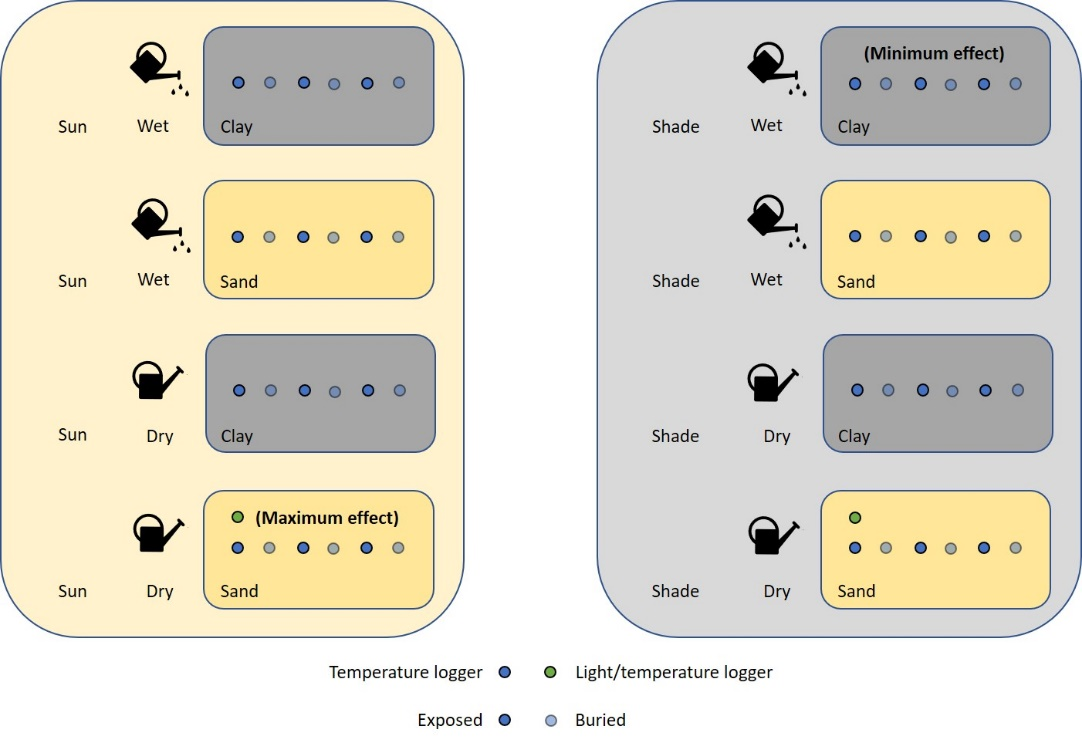 Sun Wet Clay
Sun Wet Sand
Sun Dry Clay
(Maximum effect)
Sun Dry Sand
(Minimum effect)
Shade Wet Clay
Shade Wet Sand
Shade Dry Clay
Shade Dry Sand
Temperature logger Light/temperature logger
Exposed Buried